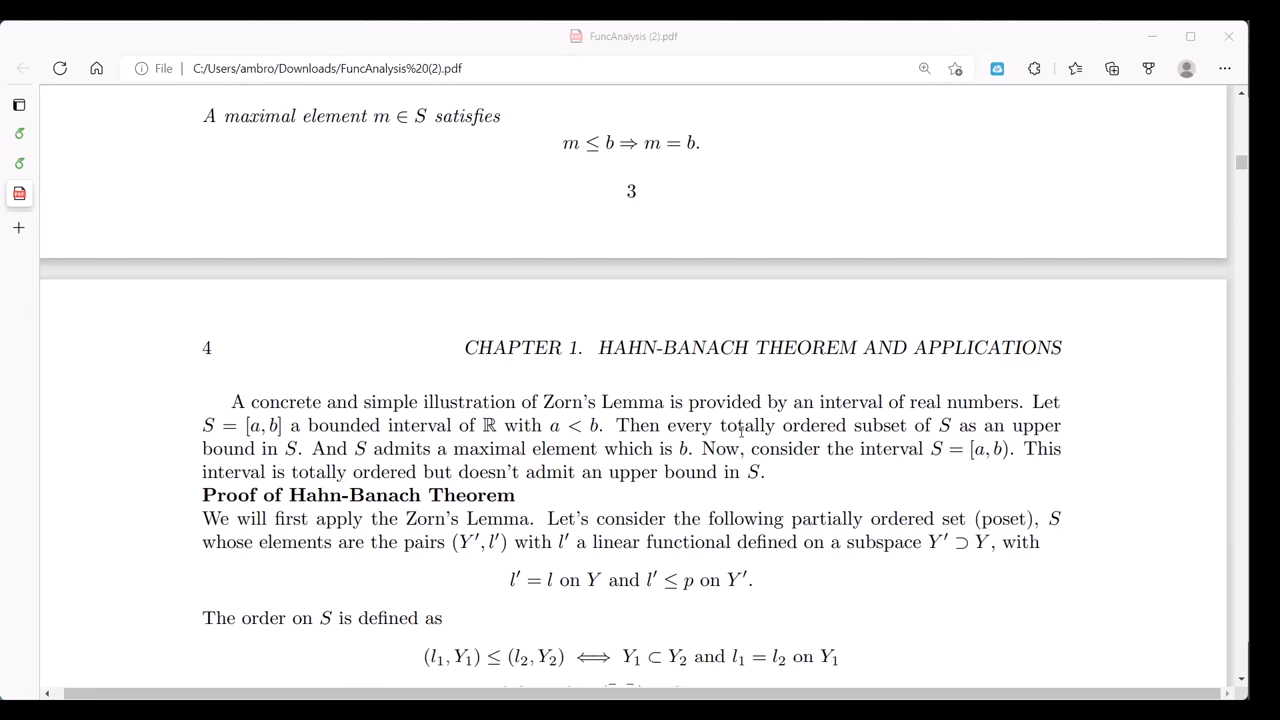 FuncAnalysis (2).pdf
File | C:/Users/ambro/Downloads/FuncAnalysis%20(2).pdf
A maximal element m ∈ S satisfies
m ≤ b ⇒ m = b.
3
4 CHAPTER 1. HAHN-BANACH THEOREM AND APPLICATIONS
A concrete and simple illustration of Zorn's Lemma is provided by an interval of real numbers. Let
S = [a, b] a bounded interval of ℝ with a < b. Then every totally ordered subset of S as an upper
bound in S. And S admits a maximal element which is b. Now, consider the interval S = [a, b). This
interval is totally ordered but doesn't admit an upper bound in S.
Proof of Hahn-Banach Theorem
We will first apply the Zorn's Lemma. Let's consider the following partially ordered set (poset), S
whose elements are the pairs (Y′, l′) with l′ a linear functional defined on a subspace Y′ ⊃ Y, with
l′ = l on Y and l′ ≤ p on Y′.
The order on S is defined as
(l₁, Y₁) ≤ (l₂, Y₂) ⟺ Y₁ ⊂ Y₂ and l₁ = l₂ on Y₁